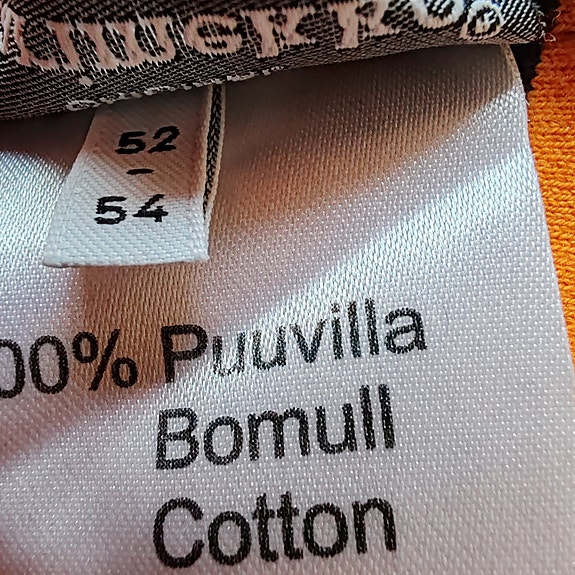 52
-
54
00% Puuvilla
Bomull
Cotton